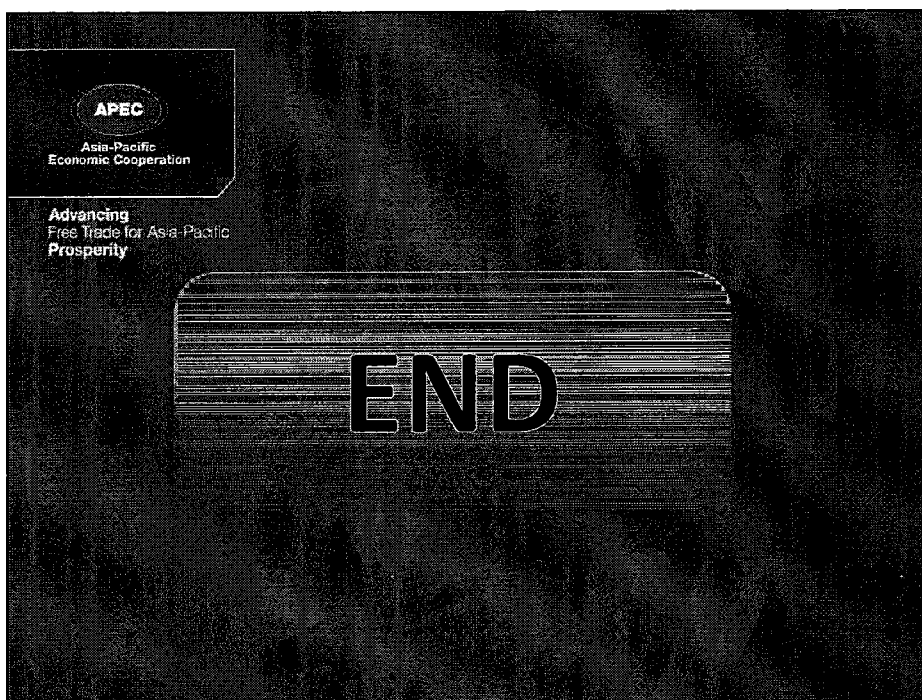 APEC
Asia-Pacific
Economic Cooperation
Advancing
Free Trade for Asia-Pacific
Prosperity
END